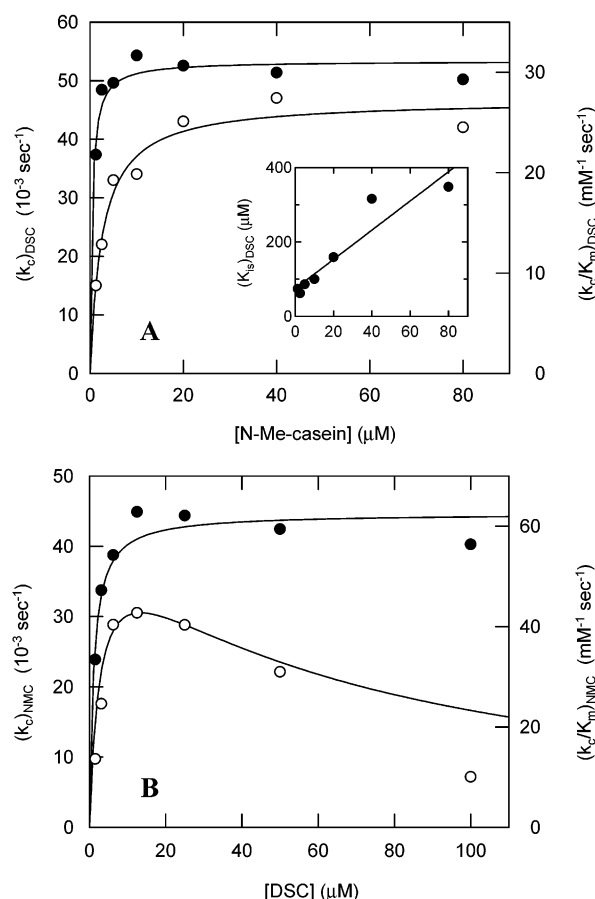 60
50
40
30
20
10
0
(k_c)_DSC (10^-3 sec^-1)
30
20
10
0
(k_c/K_m)_DSC (mM^-1 sec^-1)
400
200
0
(K_is)_DSC (μM)
0 20 40 60 80
A
0 20 40 60 80
[N-Me-casein] (μM)
50
40
30
20
10
0
(k_c)_NMC (10^-3 sec^-1)
60
40
20
0
(k_c/K_m)_NMC (mM^-1 sec^-1)
B
0 20 40 60 80 100
[DSC] (μM)